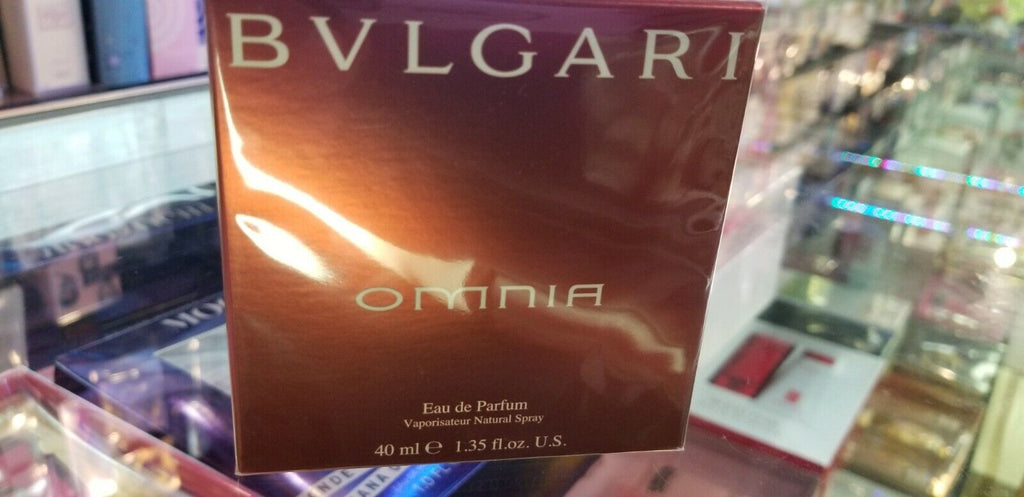 BVLGARI
OMNIA
Eau de Parfum
Vaporisateur Natural Spray
40 ml ℮ 1.35 fl.oz. U.S.